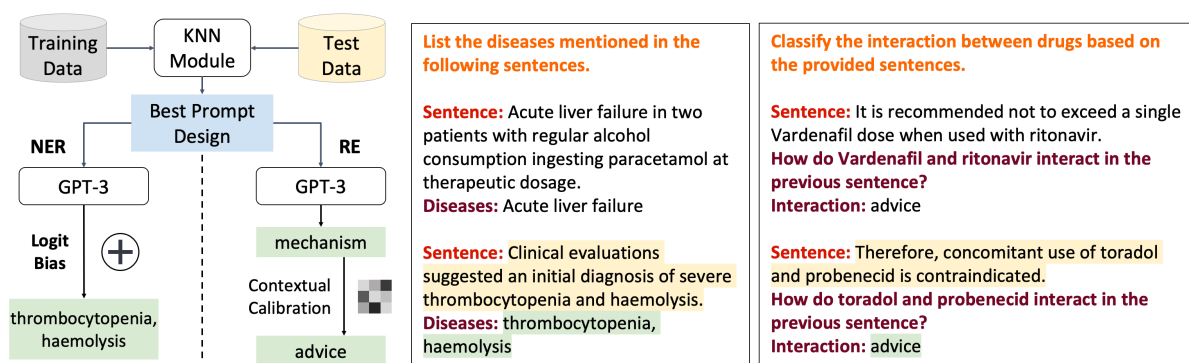 Training
Data
KNN
Module
Test
Data
Best Prompt
Design
NER
RE
GPT-3
GPT-3
Logit
Bias
mechanism
Contextual
Calibration
thrombocytopenia,
haemolysis
advice
List the diseases mentioned in the
following sentences.
Sentence: Acute liver failure in two
patients with regular alcohol
consumption ingesting paracetamol at
therapeutic dosage.
Diseases: Acute liver failure
Sentence: Clinical evaluations
suggested an initial diagnosis of severe
thrombocytopenia and haemolysis.
Diseases: thrombocytopenia,
haemolysis
Classify the interaction between drugs based on
the provided sentences.
Sentence: It is recommended not to exceed a single
Vardenafil dose when used with ritonavir.
How do Vardenafil and ritonavir interact in the
previous sentence?
Interaction: advice
Sentence: Therefore, concomitant use of toradol
and probenecid is contraindicated.
How do toradol and probenecid interact in the
previous sentence?
Interaction: advice